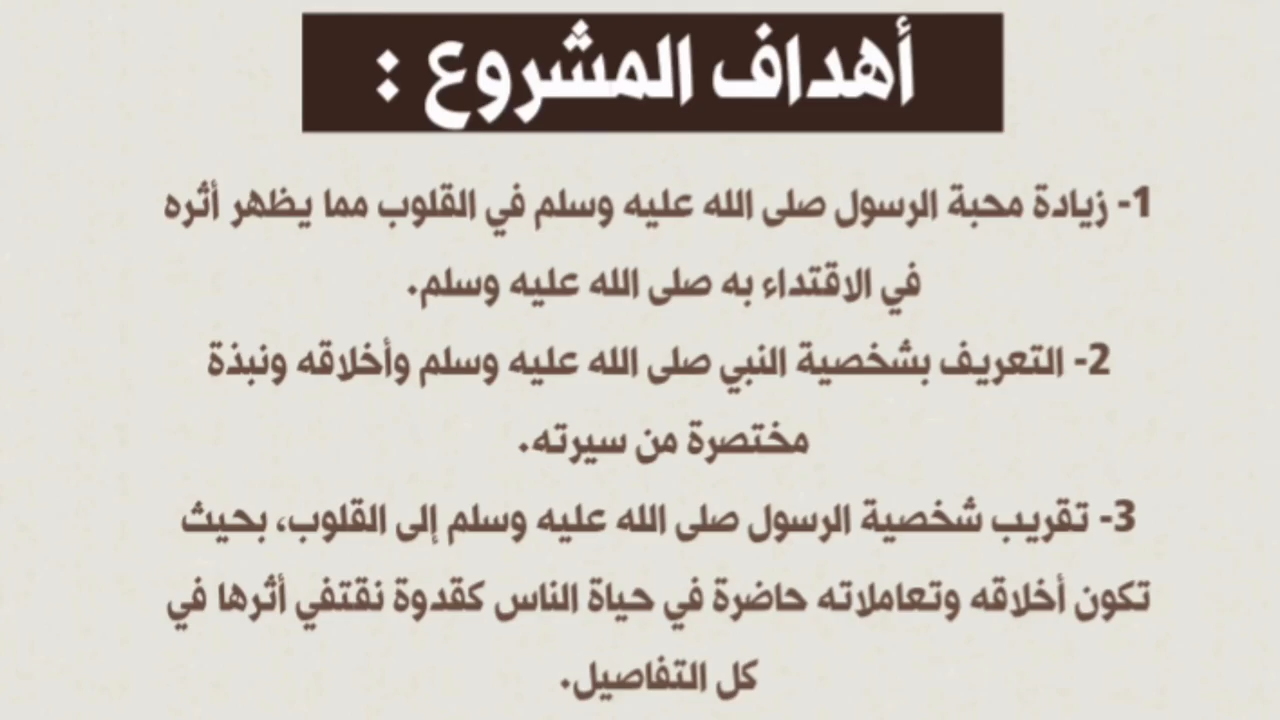 أهداف المشروع :
1- زيادة محبة الرسول صلى الله عليه وسلم في القلوب مما يظهر أثره
في الاقتداء به صلى الله عليه وسلم.
2- التعريف بشخصية النبي صلى الله عليه وسلم وأخلاقه ونبذة
مختصرة من سيرته.
3- تقريب شخصية الرسول صلى الله عليه وسلم إلى القلوب، بحيث
تكون أخلاقه وتعاملاته حاضرة في حياة الناس كقدوة نقتفي أثرها في
كل التفاصيل.